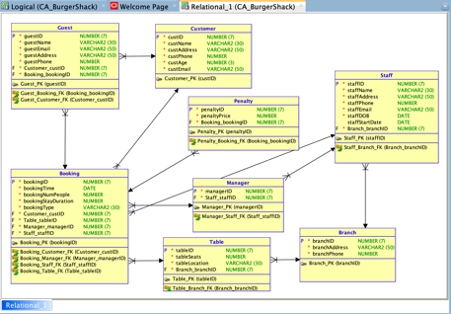 Logical (CA_BurgerShack)
Welcome Page
Relational_1 (CA_BurgerShack)
Guest
P * guestID NUMBER (7)
* guestName VARCHAR2 (30)
* guestEmail VARCHAR2 (50)
* guestAddress VARCHAR2 (50)
* guestPhone NUMBER
F * Customer_custID NUMBER (7)
F * Booking_bookingID NUMBER (7)
Guest_PK (guestID)
Guest_Booking_FK (Booking_bookingID)
Guest_Customer_FK (Customer_custID)
Customer
P * custID NUMBER (7)
* custName VARCHAR2 (30)
* custAddress VARCHAR2 (50)
* custPhone NUMBER
* custAge NUMBER (3)
* custEmail VARCHAR2 (50)
Customer_PK (custID)
Penalty
P * penaltyID NUMBER (7)
* penaltyPrice NUMBER
F * Booking_bookingID NUMBER (7)
Penalty_PK (penaltyID)
Penalty_Booking_FK (Booking_bookingID)
Staff
P * staffID NUMBER (7)
* staffName VARCHAR2 (30)
* staffAddress VARCHAR2 (50)
* staffPhone NUMBER
* staffEmail VARCHAR2 (50)
* staffDOB DATE
* staffStartDate DATE
F * Branch_branchID NUMBER (7)
Staff_PK (staffID)
Staff_Branch_FK (Branch_branchID)
Booking
P * bookingID NUMBER (7)
* bookingTime DATE
* bookingNumPeople NUMBER
* bookingStayDuration NUMBER
* bookingType VARCHAR2 (30)
F * Customer_custID NUMBER (7)
F * Table_tableID NUMBER (7)
F * Manager_managerID NUMBER (7)
F * Staff_staffID NUMBER (7)
Booking_PK (bookingID)
Booking_Customer_FK (Customer_custID)
Booking_Manager_FK (Manager_managerID)
Booking_Staff_FK (Staff_staffID)
Booking_Table_FK (Table_tableID)
Manager
P * managerID NUMBER (7)
F * Staff_staffID NUMBER (7)
Manager_PK (managerID)
Manager_Staff_FK (Staff_staffID)
Table
P * tableID NUMBER (7)
* tableSeats NUMBER
* tableLocation VARCHAR2 (30)
F * Branch_branchID NUMBER (7)
Table_PK (tableID)
Table_Branch_FK (Branch_branchID)
Branch
P * branchID NUMBER (7)
* branchAddress VARCHAR2 (50)
* branchPhone NUMBER
Branch_PK (branchID)
Relational_1